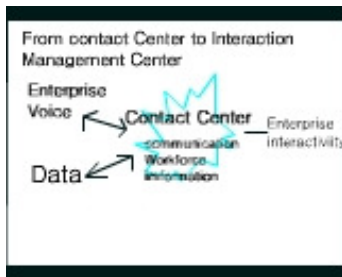 From contact Center to Interaction
Management Center
Enterprise
Voice
Contact Center
Enterprise
interactivity
communication
Workforce
Information
Data